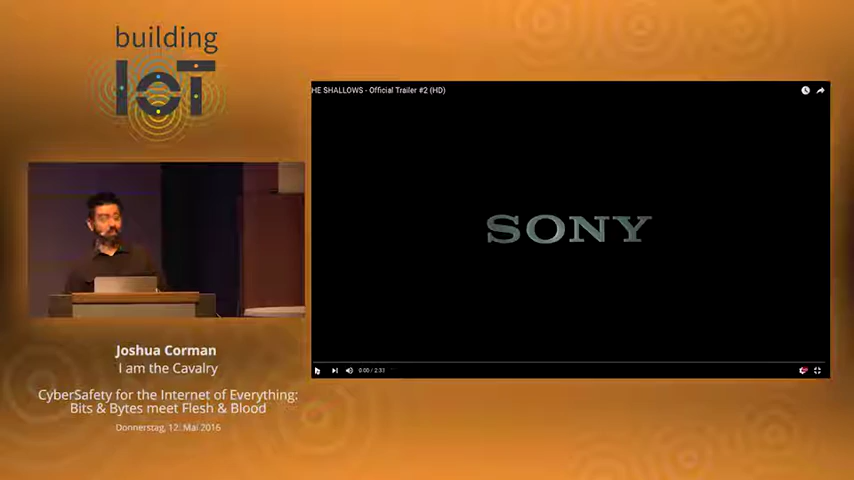 building
IoT
HE SHALLOWS - Official Trailer #2 (HD)
SONY
0:00 / 2:31
Joshua Corman
I am the Cavalry
CyberSafety for the Internet of Everything:
Bits & Bytes meet Flesh & Blood
Donnerstag, 12. Mai 2016